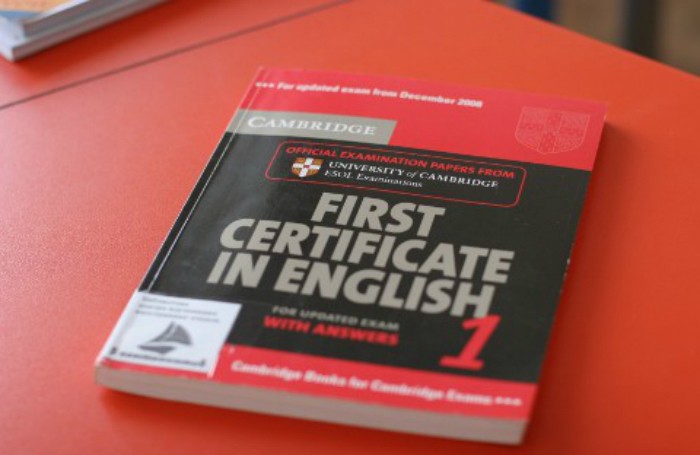 ••• For updated exam from December 2008
CAMBRIDGE
OFFICIAL EXAMINATION PAPERS FROM
UNIVERSITY of CAMBRIDGE
ESOL Examinations
FIRST
CERTIFICATE
IN ENGLISH
1
FOR UPDATED EXAM
WITH ANSWERS
Cambridge Books for Cambridge Exams •••